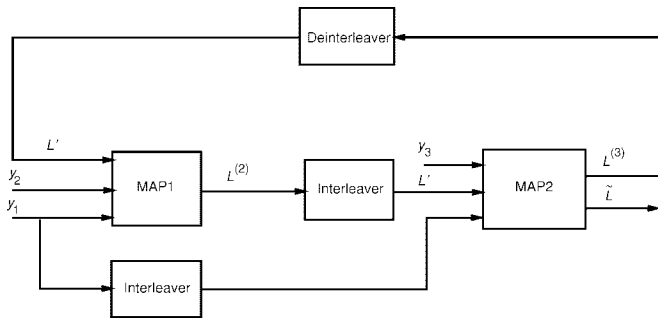 Deinterleaver
L'
y2
y1
MAP1
L(2)
Interleaver
y3
L'
MAP2
L(3)
L̃
Interleaver